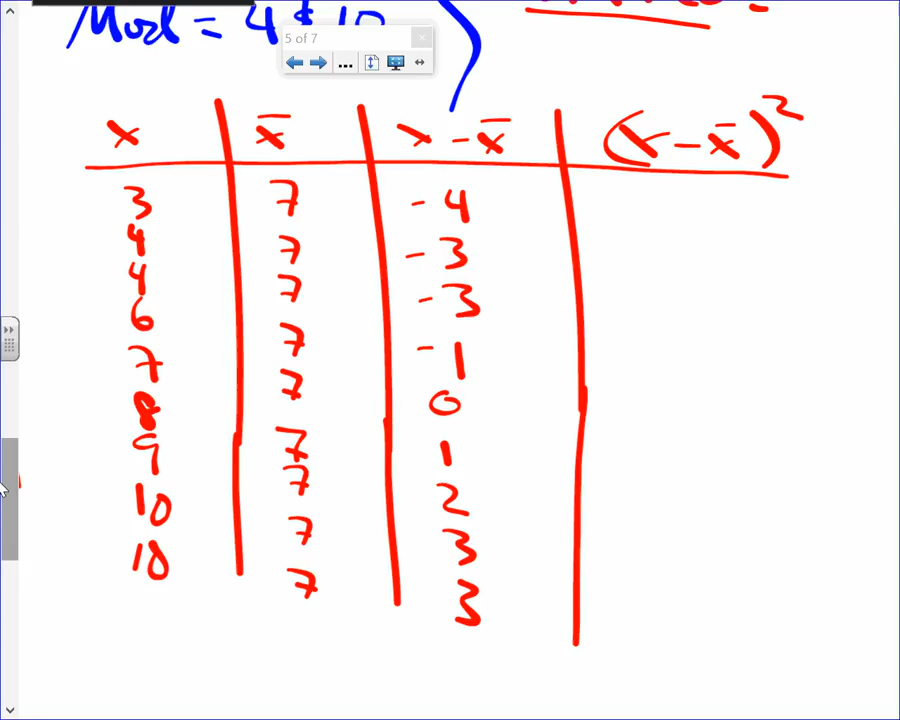 Mod = 4 $ 10
5 of 7
x x̄ x - x̄ (x - x̄)²
3 7 -4
4 7 -3
4 7 -3
6 7 -1
7 7 0
8 7 1
9 7 2
10 7 3
10 7 3